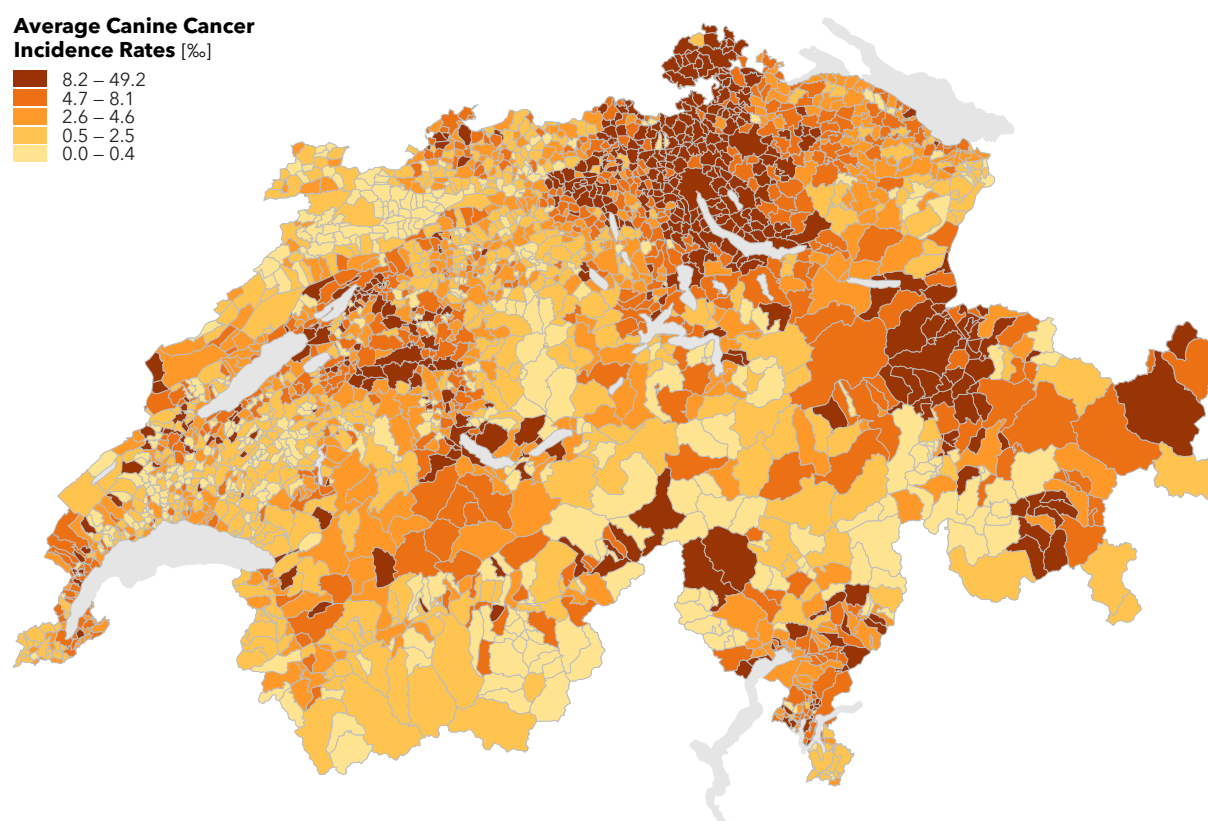 Average Canine Cancer
Incidence Rates [‰]
8.2 – 49.2
4.7 – 8.1
2.6 – 4.6
0.5 – 2.5
0.0 – 0.4